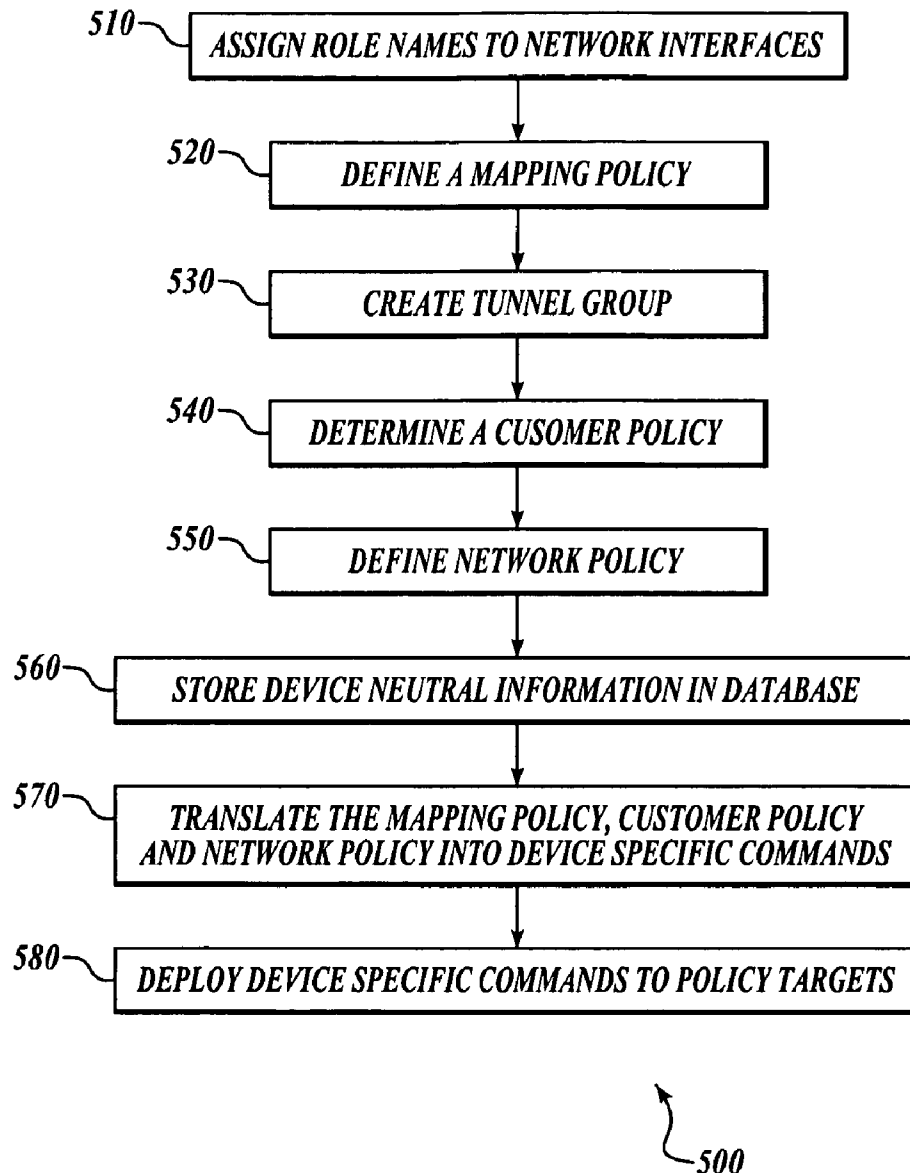 510
ASSIGN ROLE NAMES TO NETWORK INTERFACES
520
DEFINE A MAPPING POLICY
530
CREATE TUNNEL GROUP
540
DETERMINE A CUSOMER POLICY
550
DEFINE NETWORK POLICY
560
STORE DEVICE NEUTRAL INFORMATION IN DATABASE
570
TRANSLATE THE MAPPING POLICY, CUSTOMER POLICY
AND NETWORK POLICY INTO DEVICE SPECIFIC COMMANDS
580
DEPLOY DEVICE SPECIFIC COMMANDS TO POLICY TARGETS
500